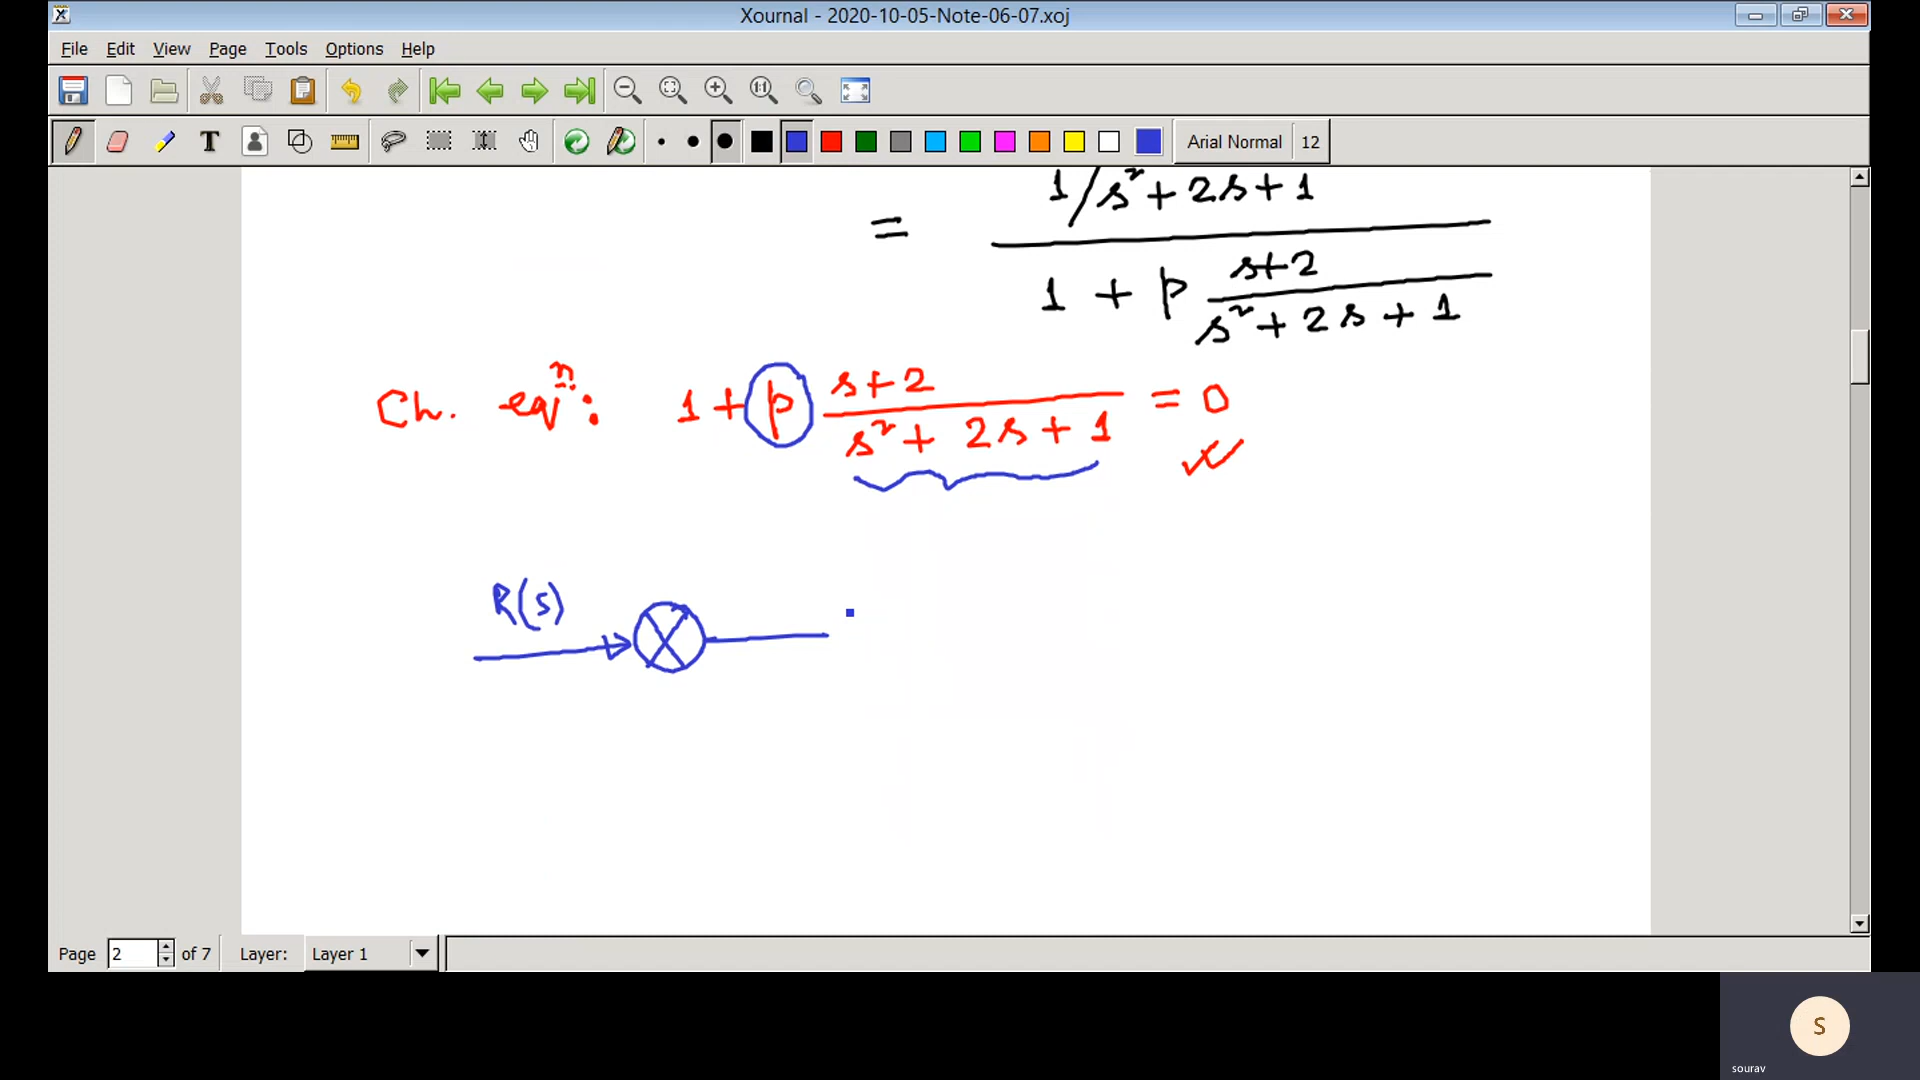 Xournal - 2020-10-05-Note-06-07.xoj
File Edit View Page Tools Options Help
T Arial Normal 12
1/s²+2s+1
=
1 + p (s+2)/(s²+2s+1)
Ch. eqⁿ: 1+p (s+2)/(s²+2s+1) = 0
R(s)
Page 2 of 7 Layer: Layer 1
S
sourav